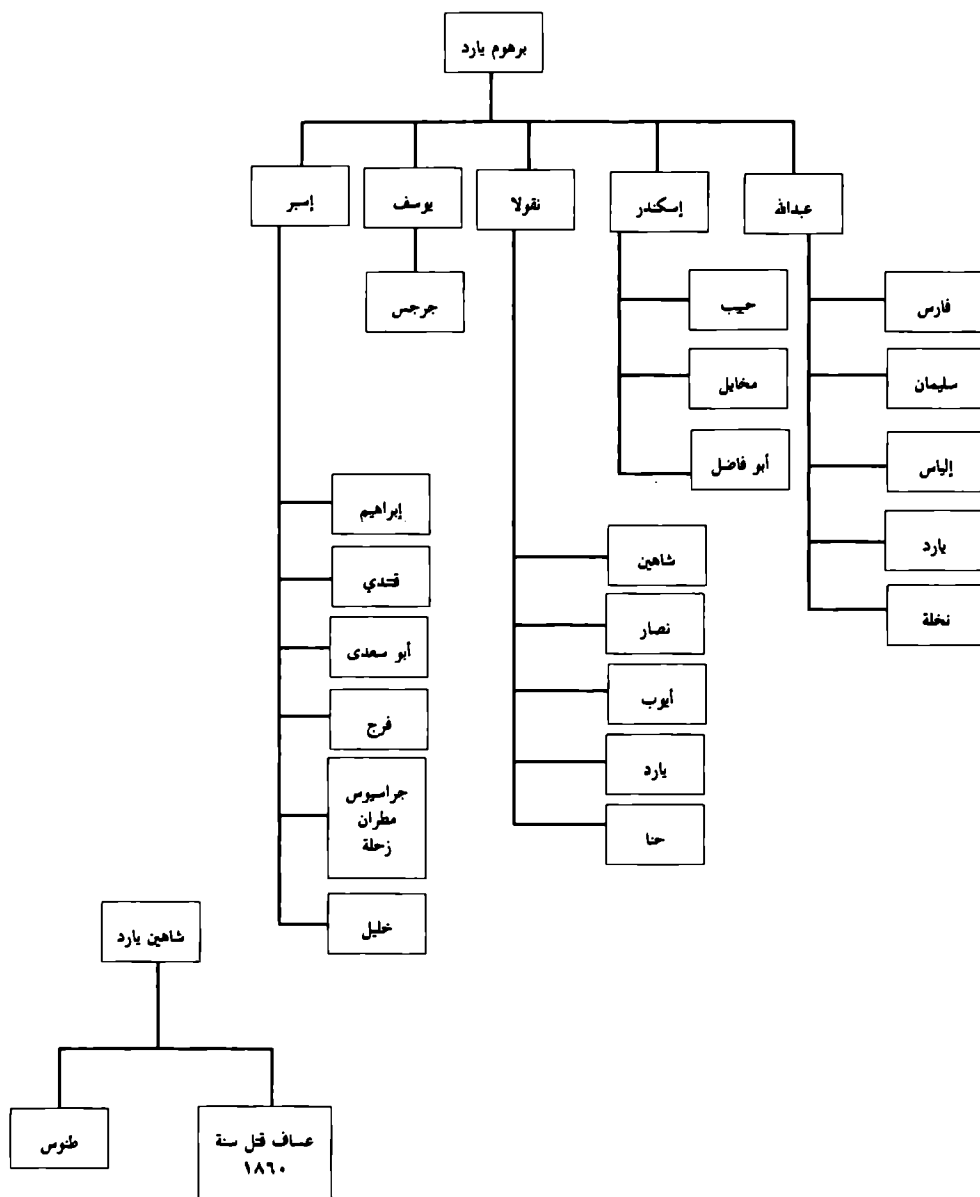 برهوم يارد
عبدالله
إسكندر
نقولا
يوسف
إسبر
فارس
سليمان
إلياس
يارد
نخلة
حبيب
مخايل
أبو فاضل
شاهين
نصار
أيوب
يارد
حنا
جرجس
إبراهيم
قتندي
أبو سعدى
فرج
جراسيوس
مطران
زحلة
خليل
شاهين يارد
عساف قتل سنة
١٨٦٠
طنوس